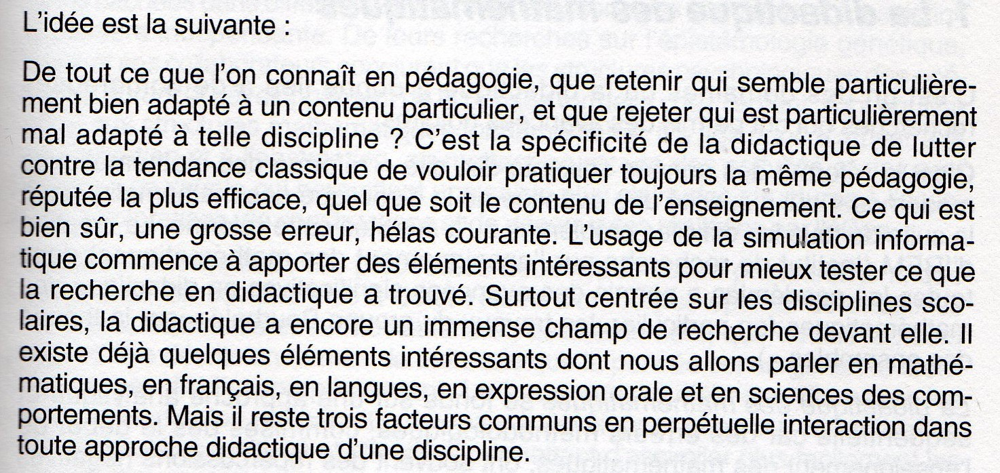 L'idée est la suivante :
De tout ce que l'on connaît en pédagogie, que retenir qui semble particulière-
ment bien adapté à un contenu particulier, et que rejeter qui est particulièrement
mal adapté à telle discipline ? C'est la spécificité de la didactique de lutter
contre la tendance classique de vouloir pratiquer toujours la même pédagogie,
réputée la plus efficace, quel que soit le contenu de l'enseignement. Ce qui est
bien sûr, une grosse erreur, hélas courante. L'usage de la simulation informa-
tique commence à apporter des éléments intéressants pour mieux tester ce que
la recherche en didactique a trouvé. Surtout centrée sur les disciplines sco-
laires, la didactique a encore un immense champ de recherche devant elle. Il
existe déjà quelques éléments intéressants dont nous allons parler en mathé-
matiques, en français, en langues, en expression orale et en sciences des com-
portements. Mais il reste trois facteurs communs en perpétuelle interaction dans
toute approche didactique d'une discipline.